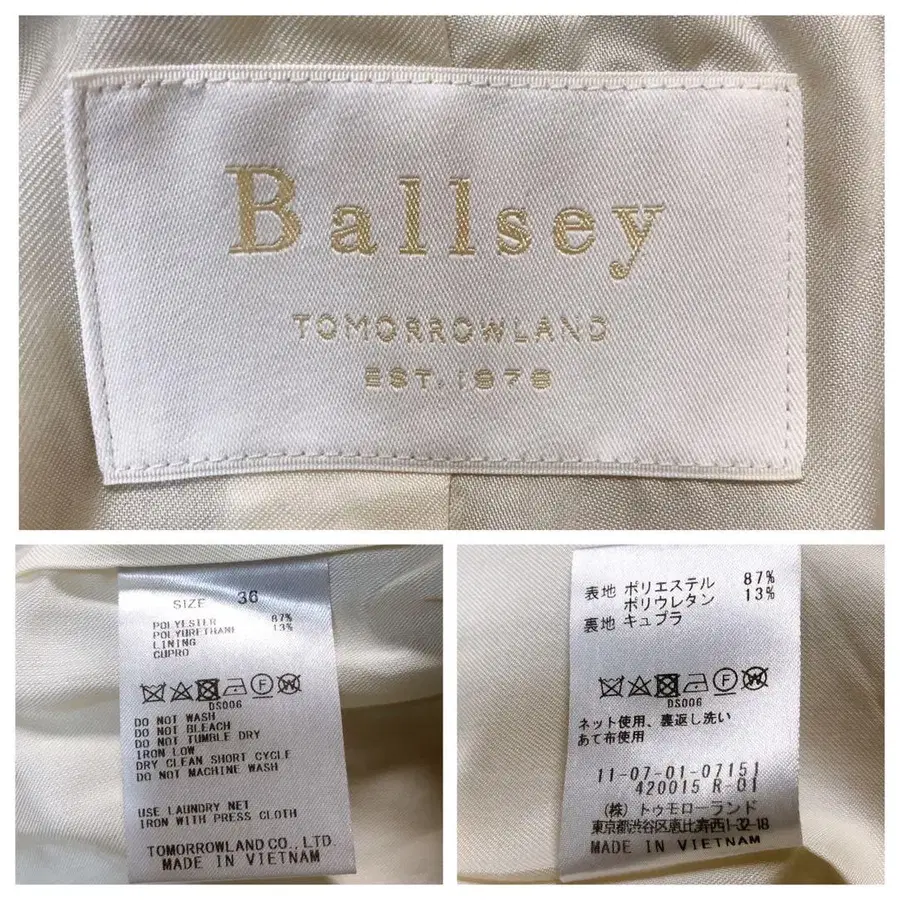 Ballsey
TOMORROWLAND
EST. 1978
SIZE 36
POLYESTER 87%
POLYURETHANE 13%
LINING
CUPRO
F W
DS006
DO NOT WASH
DO NOT BLEACH
DO NOT TUMBLE DRY
IRON LOW
DRY CLEAN SHORT CYCLE
DO NOT MACHINE WASH
USE LAUNDRY NET
IRON WITH PRESS CLOTH
TOMORROWLAND CO., LTD.
MADE IN VIETNAM
表地 ポリエステル 87%
ポリウレタン 13%
裏地 キュプラ
F W
DS006
ネット使用、裏返し洗い
あて布使用
11-07-01-07151
420015 R-01
(株) トゥモローランド
東京都渋谷区恵比寿西1-32-18
MADE IN VIETNAM